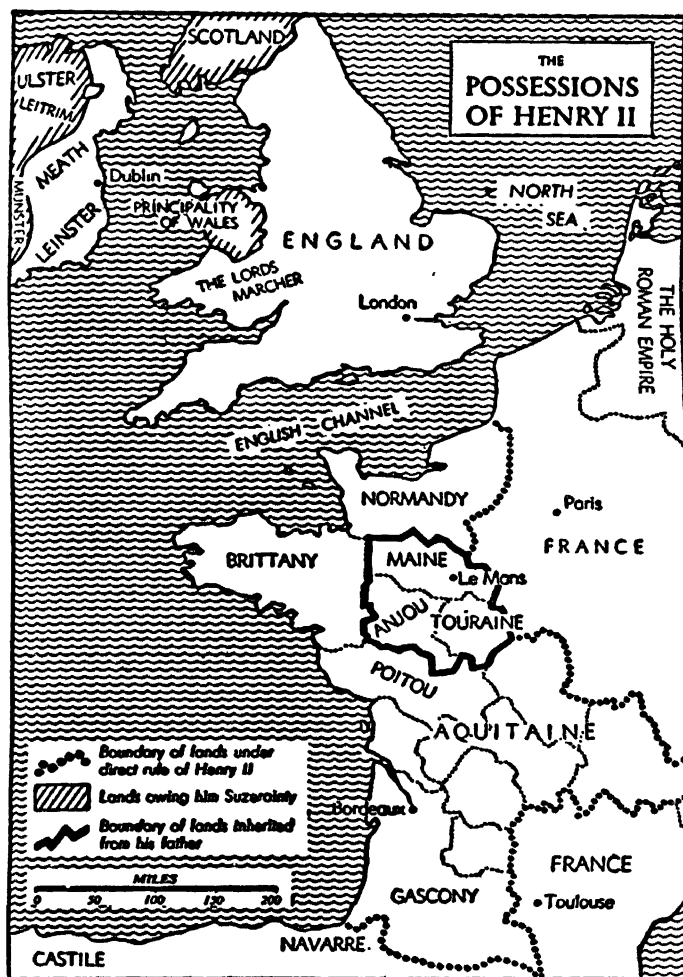 THE
POSSESSIONS
OF HENRY II
SCOTLAND
ULSTER
LEITRIM
MEATH
Dublin
MUNSTER
LEINSTER
PRINCIPALITY
OF WALES
NORTH
SEA
ENGLAND
THE LORDS
MARCHER
London
THE HOLY
ROMAN EMPIRE
ENGLISH CHANNEL
NORMANDY
Paris
FRANCE
BRITTANY
MAINE
Le Mans
ANJOU
TOURAINE
POITOU
AQUITAINE
Boundary of lands under
direct rule of Henry II
Lands owing him Suzerainty
Boundary of lands inherited
from his father
MILES
0 50 100 150 200
Bordeaux
FRANCE
Toulouse
GASCONY
NAVARRE
CASTILE